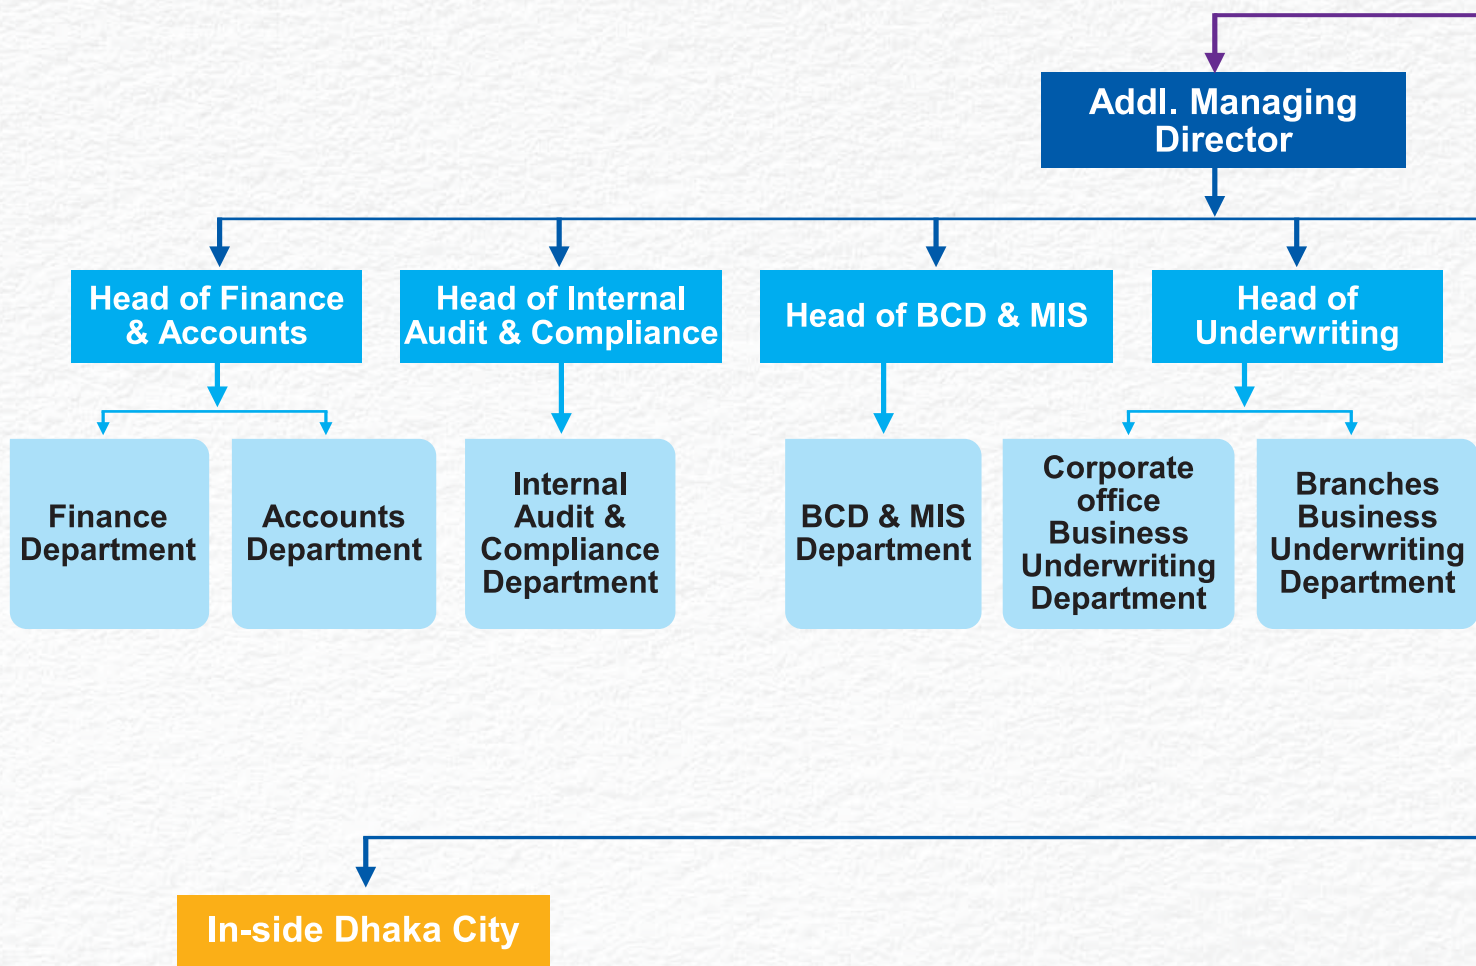 Addl. Managing
Director
Head of Finance
& Accounts
Head of Internal
Audit & Compliance
Head of BCD & MIS
Head of
Underwriting
Finance
Department
Accounts
Department
Internal
Audit &
Compliance
Department
BCD & MIS
Department
Corporate
office
Business
Underwriting
Department
Branches
Business
Underwriting
Department
In-side Dhaka City